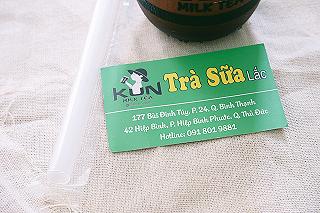 MILK TEA
KUN
MILK TEA
Trà Sữa Lắc
177 Bùi Đình Túy, P. 24, Q. Bình Thạnh
42 Hiệp Bình, P. Hiệp Bình Phước, Q. Thủ Đức
Hotline: 091 801 9881